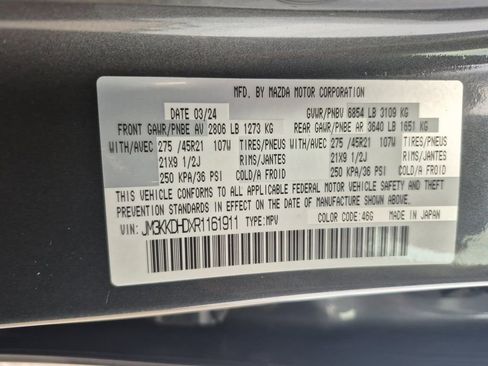 MFD. BY MAZDA MOTOR CORPORATION
DATE 03/24 GVWR/PNBV 6854 LB 3109 KG
FRONT GAWR/PNBE AV 2806 LB 1273 KG REAR GAWR/PNBE AR 3640 LB 1651 KG
WITH/AVEC 275 /45R21 107W TIRES/PNEUS WITH/AVEC 275 /45R21 107W TIRES/PNEUS
21X9 1/2J RIMS/JANTES 21X9 1/2J RIMS/JANTES
250 KPA/36 PSI COLD/A FROID 250 KPA/36 PSI COLD/A FROID
THIS VEHICLE CONFORMS TO ALL APPLICABLE FEDERAL MOTOR VEHICLE SAFETY AND THEFT
PREVENTION STANDARDS IN EFFECT ON THE DATE OF MANUFACTURE SHOWN ABOVE.
VIN: JM3KKDHDXR1161911 TYPE:MPV COLOR CODE:46G MADE IN JAPAN